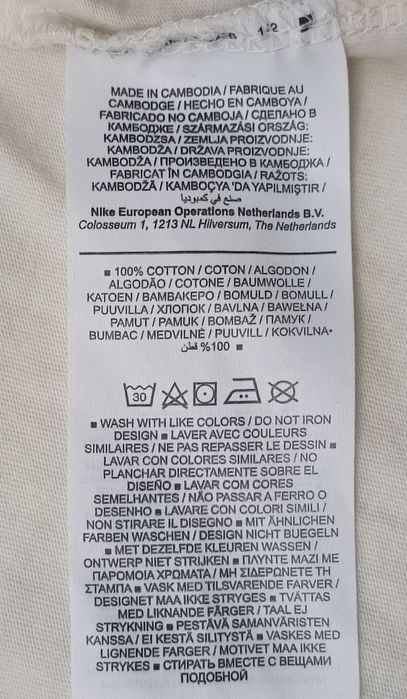 1/2
MADE IN CAMBODIA / FABRIQUE AU
CAMBODGE / HECHO EN CAMBOYA /
FABRICADO NO CAMBOJA / СДЕЛАНО В
КАМБОДЖЕ / SZÁRMAZÁSI ORSZÁG:
KAMBODZSA / ZEMLJA PROIZVODNJE:
KAMBODŽA / DRŽAVA PROIZVODNJE:
KAMBODŽA / ПРОИЗВЕДЕНО В КАМБОДЖА /
FABRICAT ÎN CAMBODGIA / RAŽOTS:
KAMBODŽĀ / KAMBOÇYA'DA YAPILMIŞTIR /
صنع في كمبوديا
Nike European Operations Netherlands B.V.
Colosseum 1, 1213 NL Hilversum, The Netherlands
■ 100% COTTON / COTON / ALGODON /
ALGODÃO / COTONE / BAUMWOLLE /
KATOEN / ΒΑΜΒΑΚΕΡΟ / BOMULD / BOMULL /
PUUVILLA / ХЛОПОК / BAVLNA / BAWEŁNA /
PAMUT / PAMUK / BOMBAŽ / ПАМУК /
BUMBAC / MEDVILNĖ / PUUVILL / KOKVILNA•
%100 قطن ■
30
■ WASH WITH LIKE COLORS / DO NOT IRON
DESIGN ■ LAVER AVEC COULEURS
SIMILAIRES / NE PAS REPASSER LE DESSIN ■
LAVAR CON COLORES SIMILARES / NO
PLANCHAR DIRECTAMENTE SOBRE EL
DISEÑO ■ LAVAR COM CORES
SEMELHANTES / NÃO PASSAR A FERRO O
DESENHO ■ LAVARE CON COLORI SIMILI /
NON STIRARE IL DISEGNO ■ MIT ÄHNLICHEN
FARBEN WASCHEN / DESIGN NICHT BUEGELN
■ MET DEZELFDE KLEUREN WASSEN /
ONTWERP NIET STRIJKEN ■ ΠΛΥΝΤΕ ΜΑΖΙ ΜΕ
ΠΑΡΟΜΟΙΑ ΧΡΩΜΑΤΑ / ΜΗ ΣΙΔΕΡΩΝΕΤΕ ΤΗ
ΣΤΑΜΠΑ ■ VASK MED TILSVARENDE FARVER /
DESIGNET MAA IKKE STRYGES ■ TVÄTTAS
MED LIKNANDE FÄRGER / TAAL EJ
STRYKNING ■ PESTÄVÄ SAMANVÄRISTEN
KANSSA / EI KESTÄ SILITYSTÄ ■ VASKES MED
LIGNENDE FARGER / MOTIVET MAA IKKE
STRYKES ■ СТИРАТЬ ВМЕСТЕ С ВЕЩАМИ
ПОДОБНОЙ